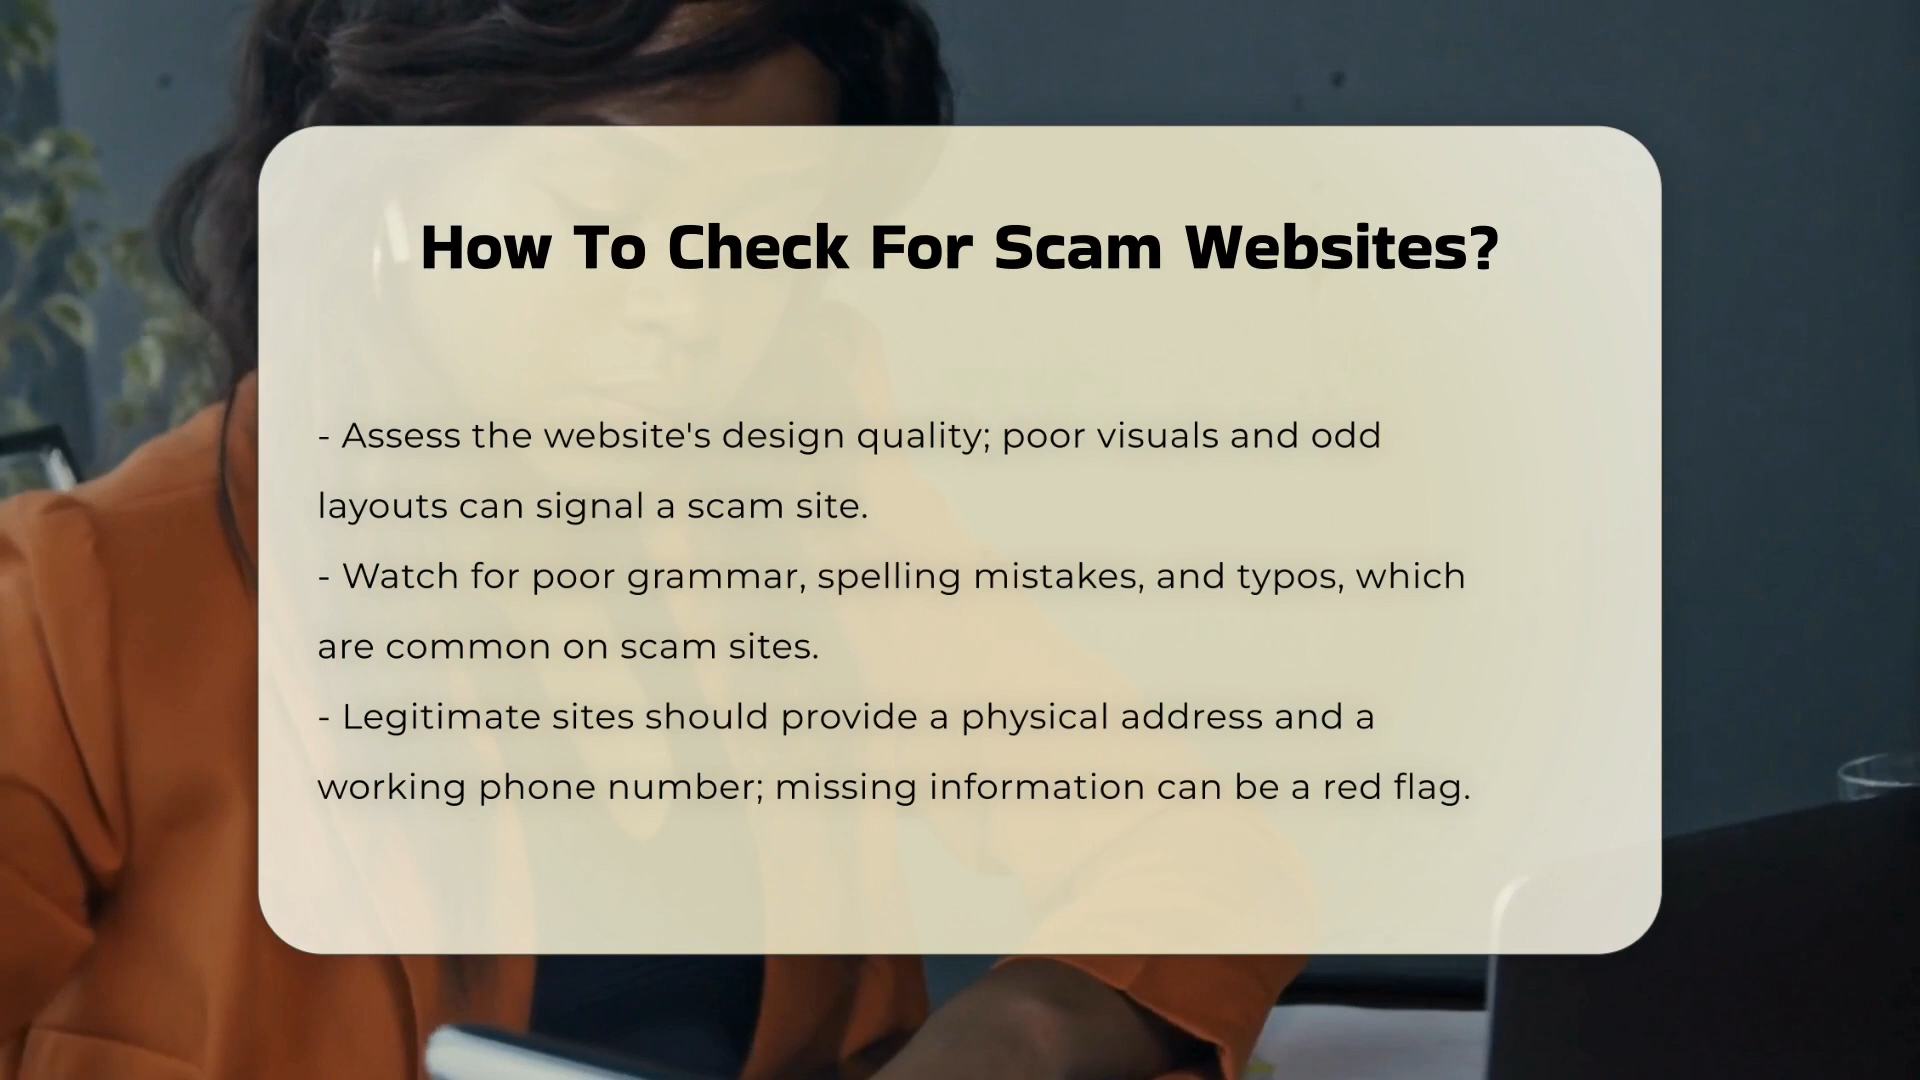 How To Check For Scam Websites?
- Assess the website's design quality; poor visuals and odd
layouts can signal a scam site.
- Watch for poor grammar, spelling mistakes, and typos, which
are common on scam sites.
- Legitimate sites should provide a physical address and a
working phone number; missing information can be a red flag.